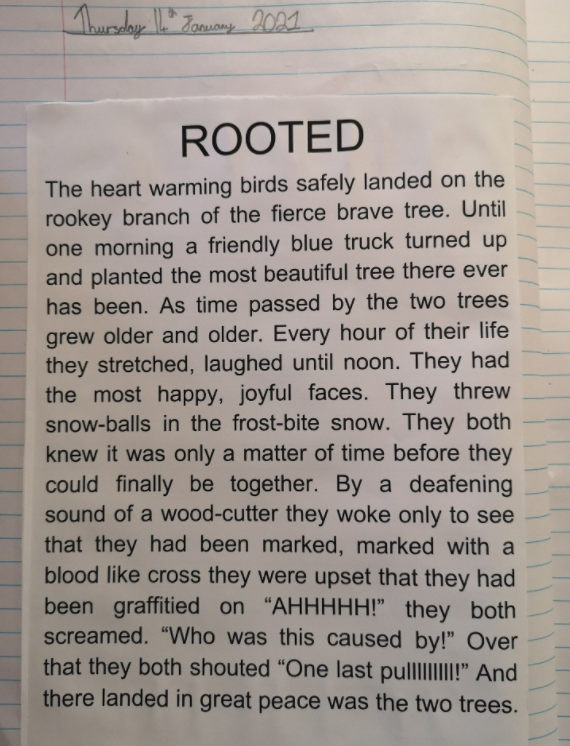 Thursday 14th January 2021
ROOTED
The heart warming birds safely landed on the
rookey branch of the fierce brave tree. Until
one morning a friendly blue truck turned up
and planted the most beautiful tree there ever
has been. As time passed by the two trees
grew older and older. Every hour of their life
they stretched, laughed until noon. They had
the most happy, joyful faces. They threw
snow-balls in the frost-bite snow. They both
knew it was only a matter of time before they
could finally be together. By a deafening
sound of a wood-cutter they woke only to see
that they had been marked, marked with a
blood like cross they were upset that they had
been graffitied on “AHHHHH!” they both
screamed. “Who was this caused by!” Over
that they both shouted “One last pullllllllll!” And
there landed in great peace was the two trees.